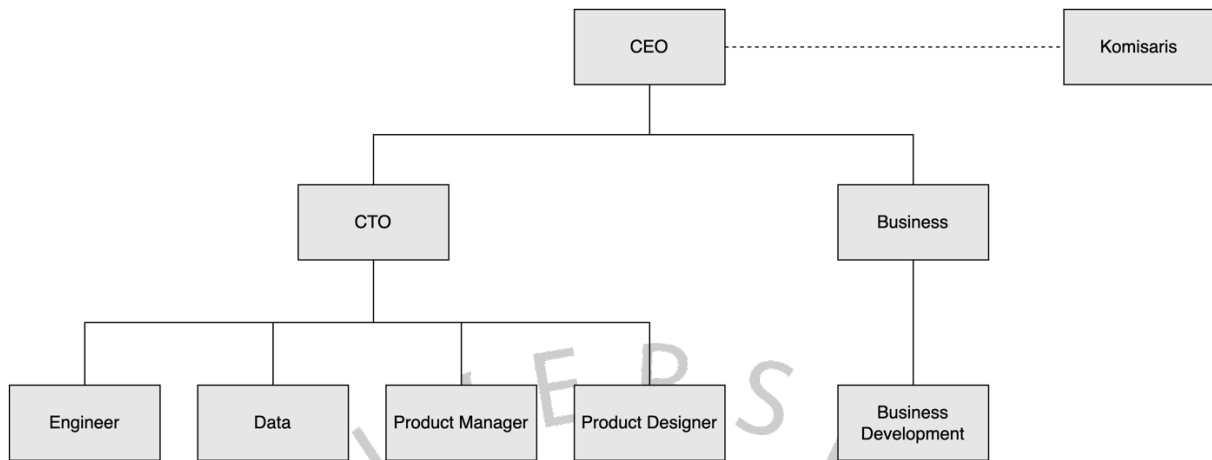 CEO
Komisaris
CTO
Business
Engineer
Data
Product Manager
Product Designer
Business
Development